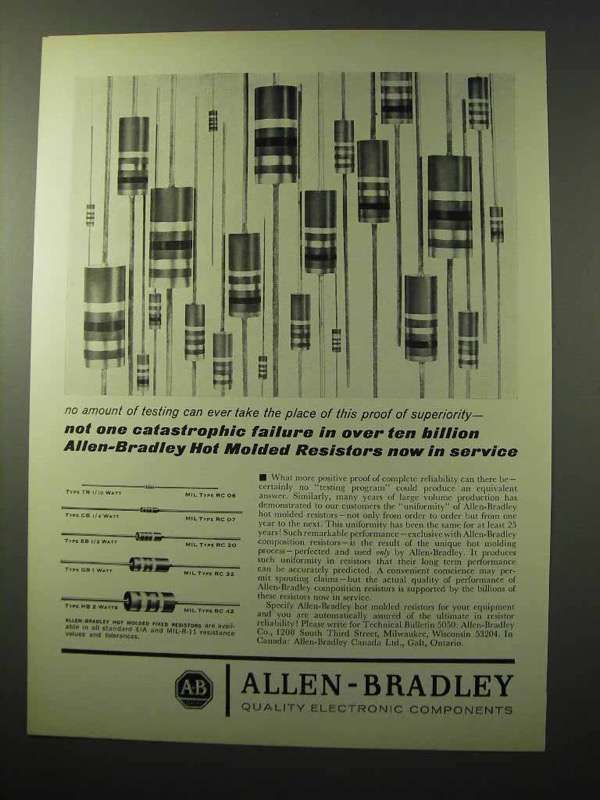 no amount of testing can ever take the place of this proof of superiority—
not one catastrophic failure in over ten billion
Allen-Bradley Hot Molded Resistors now in service
TYPE TR 1/10 WATT MIL TYPE RC 06
TYPE CB 1/4 WATT MIL TYPE RC 07
TYPE EB 1/2 WATT MIL TYPE RC 20
TYPE GB 1 WATT MIL TYPE RC 32
TYPE HB 2 WATTS MIL TYPE RC 42
ALLEN-BRADLEY HOT MOLDED FIXED RESISTORS are avail-
able in all standard EIA and MIL-R-11 resistance
values and tolerances.
■ What more positive proof of complete reliability can there be—
certainly no "testing program" could produce an equivalent
answer. Similarly, many years of large volume production has
demonstrated to our customers the "uniformity" of Allen-Bradley
hot molded resistors—not only from order to order but from one
year to the next. This uniformity has been the same for at least 25
years! Such remarkable performance—exclusive with Allen-Bradley
composition resistors—is the result of the unique hot molding
process—perfected and used only by Allen-Bradley. It produces
such uniformity in resistors that their long term performance
can be accurately predicted. A convenient conscience may per-
mit spouting claims—but the actual quality of performance of
Allen-Bradley composition resistors is supported by the billions of
these resistors now in service.
Specify Allen-Bradley hot molded resistors for your equipment
and you are automatically assured of the ultimate in resistor
reliability! Please write for Technical Bulletin 5050: Allen-Bradley
Co., 1200 South Third Street, Milwaukee, Wisconsin 53204. In
Canada: Allen-Bradley Canada Ltd., Galt, Ontario.
A-B
ALLEN-BRADLEY
QUALITY ELECTRONIC COMPONENTS